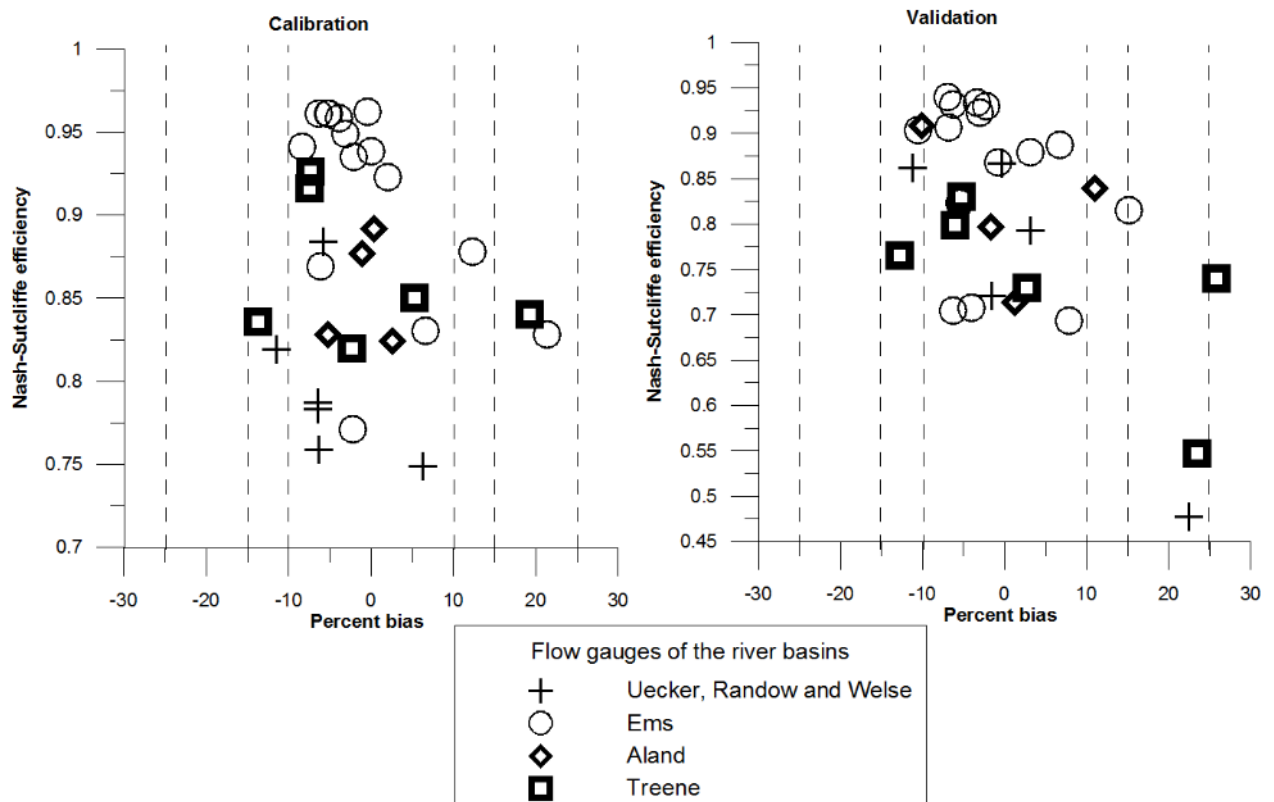 Calibration
1
0.95
0.9
0.85
0.8
0.75
0.7
Nash-Sutcliffe efficiency
-30 -20 -10 0 10 20 30
Percent bias
Validation
1
0.95
0.9
0.85
0.8
0.75
0.7
0.65
0.6
0.55
0.5
0.45
Nash-Sutcliffe efficiency
-30 -20 -10 0 10 20 30
Percent bias
Flow gauges of the river basins
Uecker, Randow and Welse
Ems
Aland
Treene